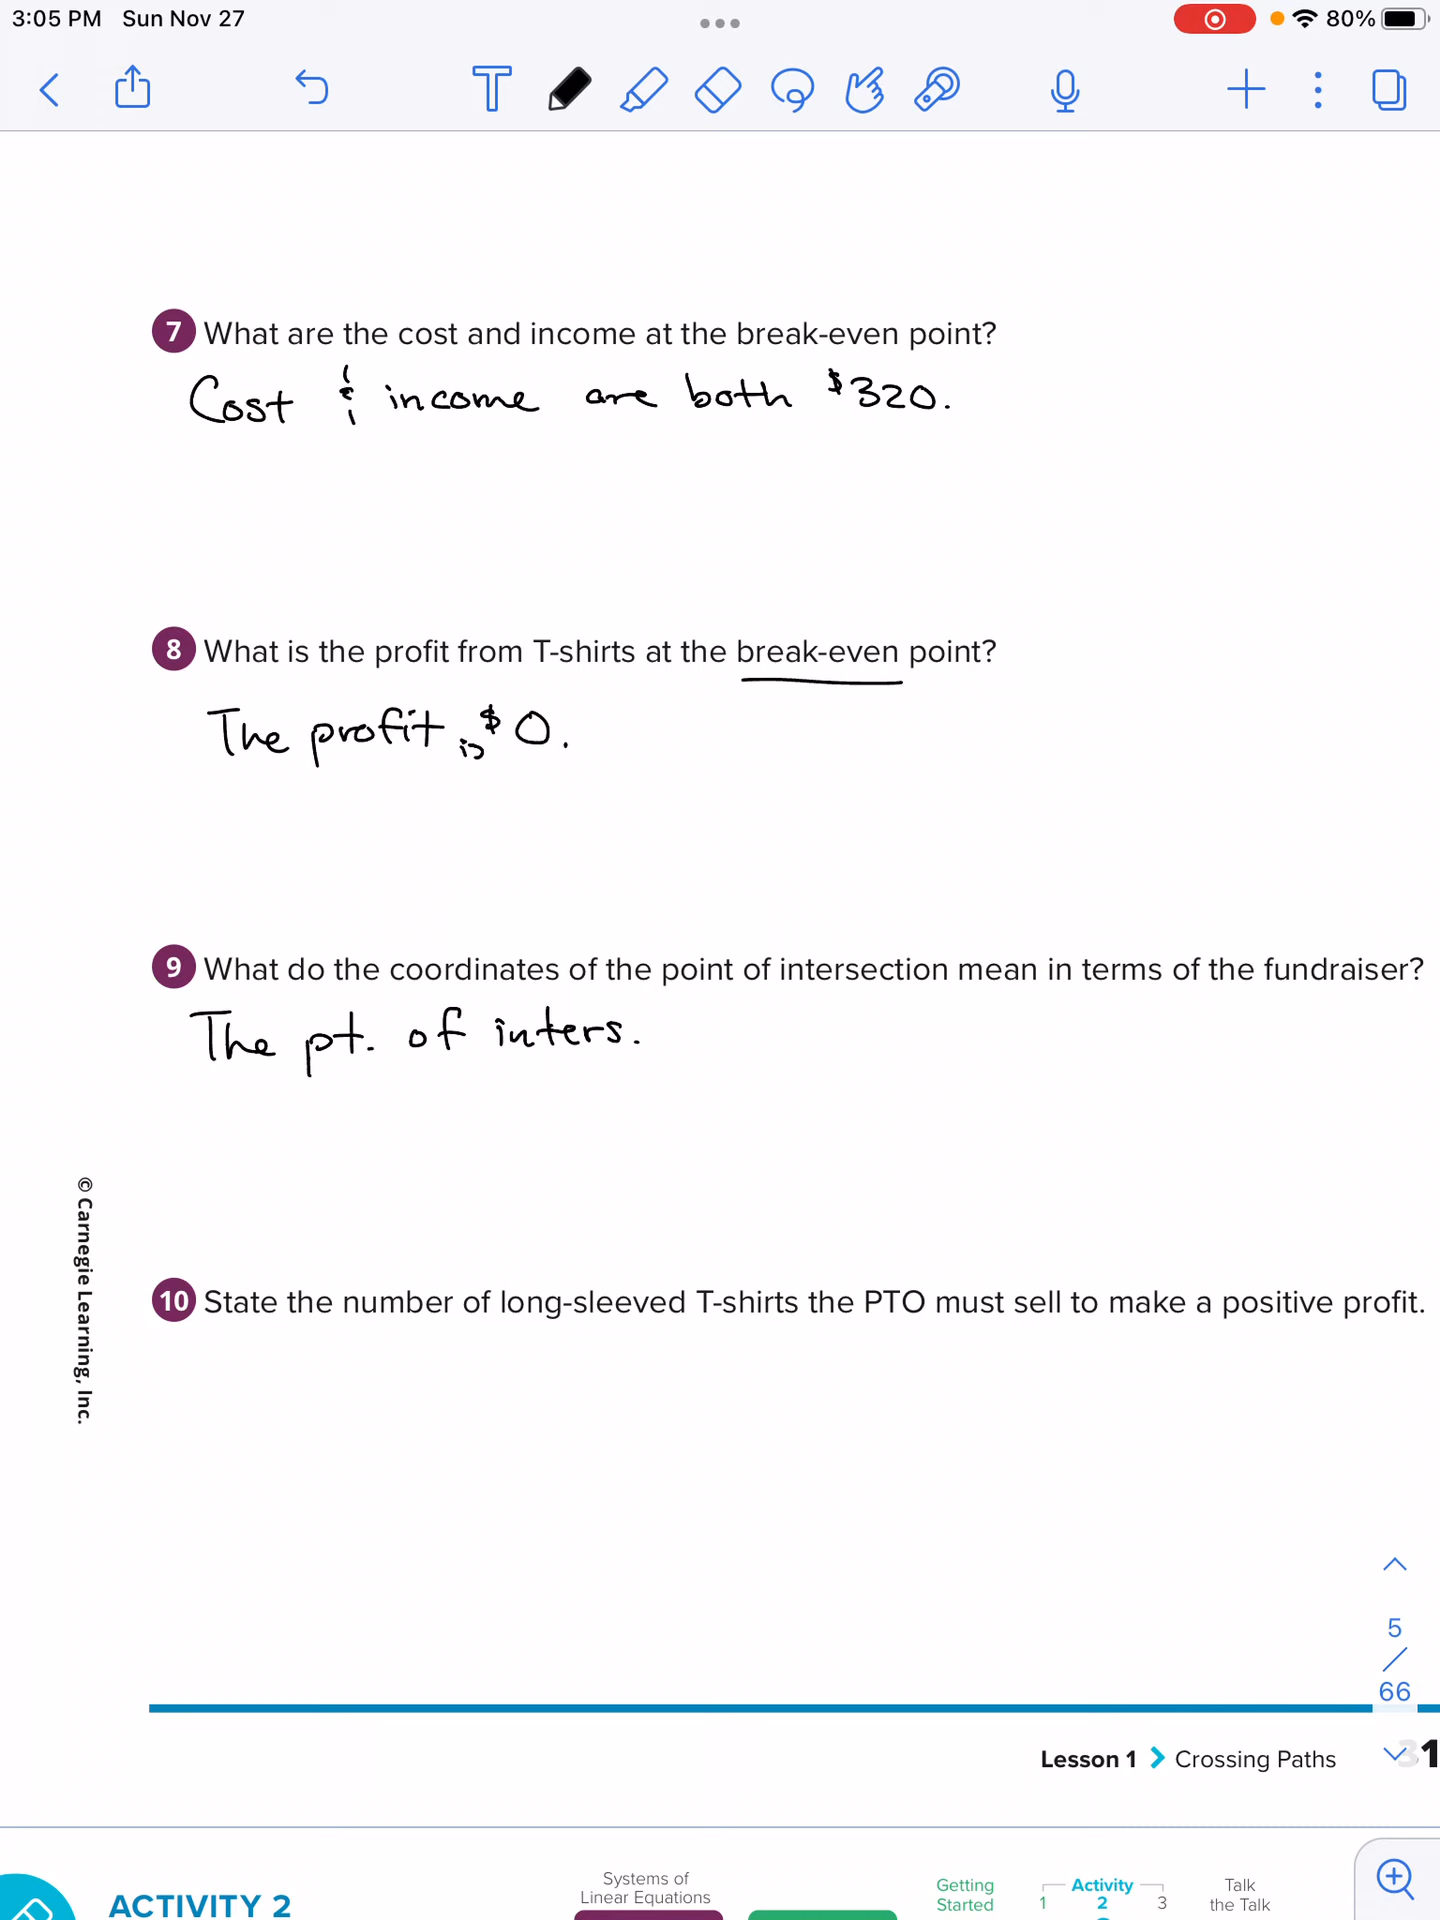 3:05 PM Sun Nov 27
80%
7 What are the cost and income at the break-even point?
Cost & income are both $320.
8 What is the profit from T-shirts at the break-even point?
The profit is $0.
9 What do the coordinates of the point of intersection mean in terms of the fundraiser?
The pt. of inters.
© Carnegie Learning, Inc.
10 State the number of long-sleeved T-shirts the PTO must sell to make a positive profit.
5
/
66
Lesson 1 > Crossing Paths 31
ACTIVITY 2
Systems of
Linear Equations
Getting
Started
Activity
1 2 3
Talk
the Talk